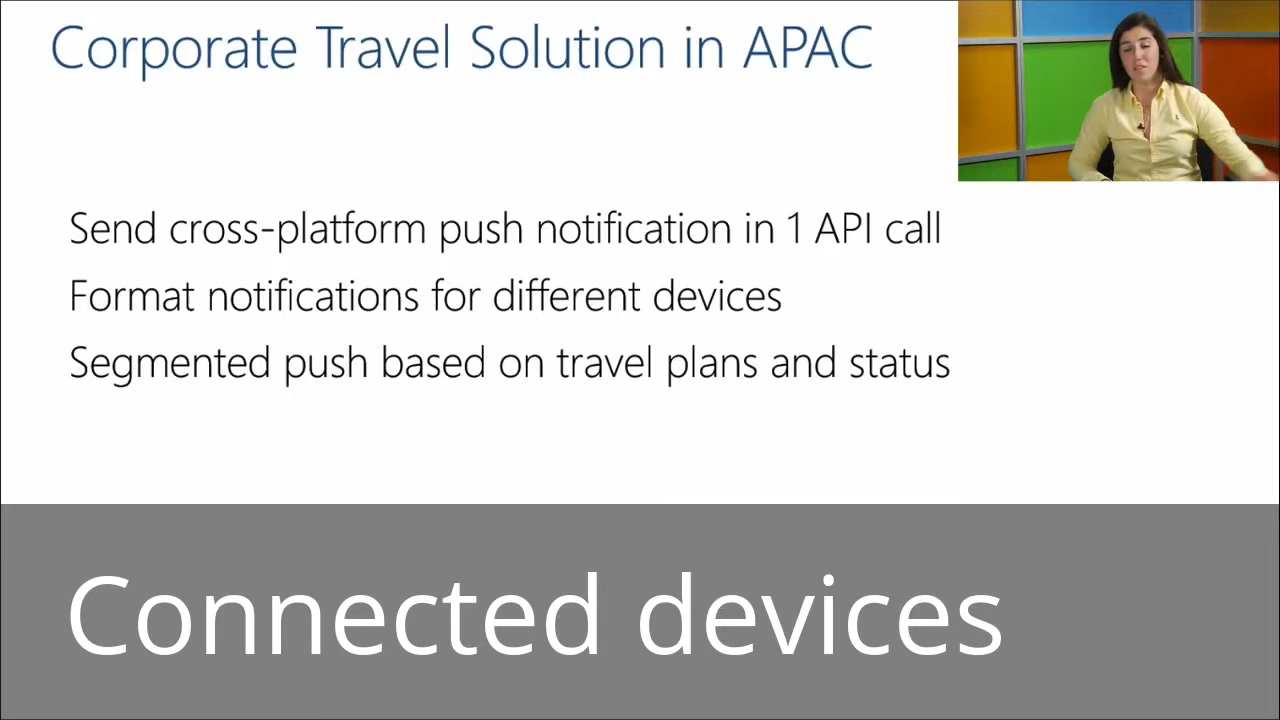 Corporate Travel Solution in APAC
Send cross-platform push notification in 1 API call
Format notifications for different devices
Segmented push based on travel plans and status
Connected devices